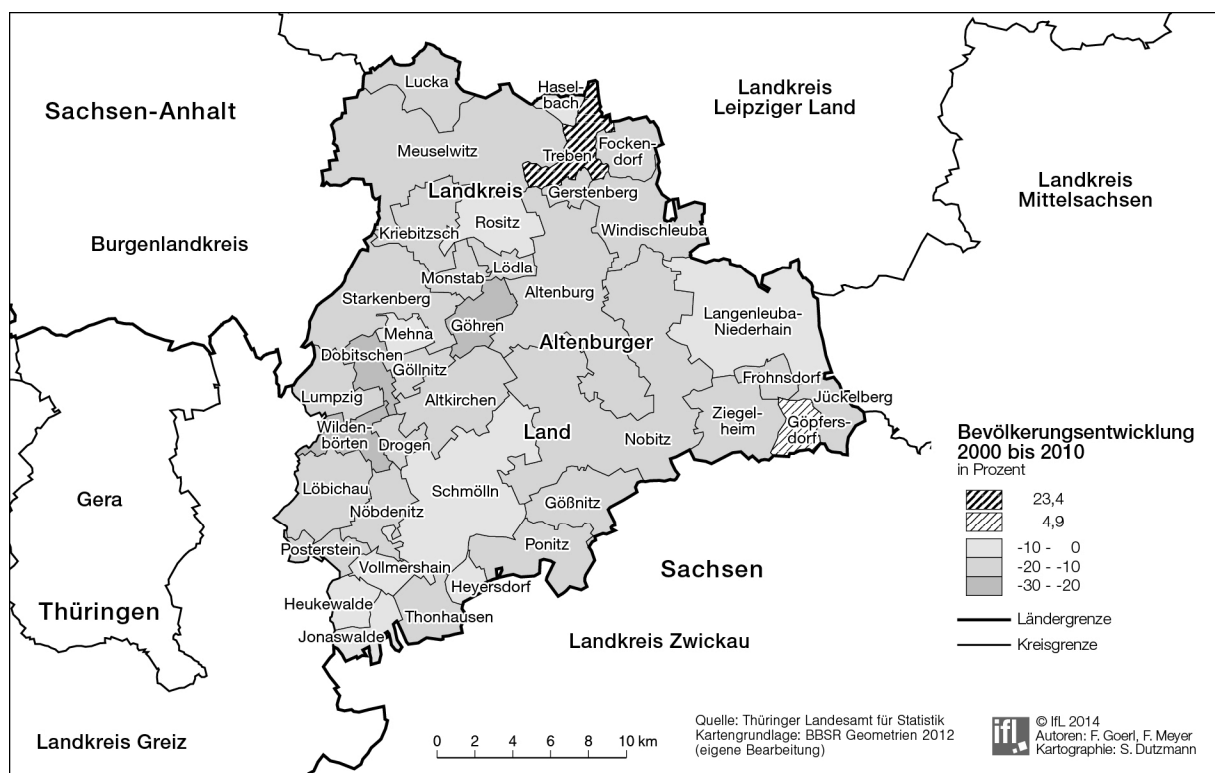 Lucka
Hasel-
bach
Landkreis
Leipziger Land
Sachsen-Anhalt
Meuselwitz
Treben
Focken-
dorf
Landkreis
Gerstenberg
Landkreis
Mittelsachsen
Rositz
Kriebitzsch
Windischleuba
Burgenlandkreis
Monstab
Lödla
Starkenberg
Altenburg
Langenleuba-
Niederhain
Mehna
Göhren
Altenburger
Dobitschen
Göllnitz
Frohnsdorf
Jückelberg
Lumpzig
Altkirchen
Ziegel-
heim
Göpfers-
dorf
Wilden-
börten
Drogen
Land
Nobitz
Löbichau
Schmölln
Gera
Nöbdenitz
Gößnitz
Posterstein
Ponitz
Vollmershain
Heyersdorf
Sachsen
Heukewalde
Thüringen
Thonhausen
Jonaswalde
Landkreis Zwickau
Landkreis Greiz
Bevölkerungsentwicklung
2000 bis 2010
in Prozent
23,4
4,9
-10 - 0
-20 - -10
-30 - -20
Ländergrenze
Kreisgrenze
0 2 4 6 8 10 km
Quelle: Thüringer Landesamt für Statistik
Kartengrundlage: BBSR Geometrien 2012
(eigene Bearbeitung)
ifl
© IfL 2014
Autoren: F. Goerl, F. Meyer
Kartographie: S. Dutzmann